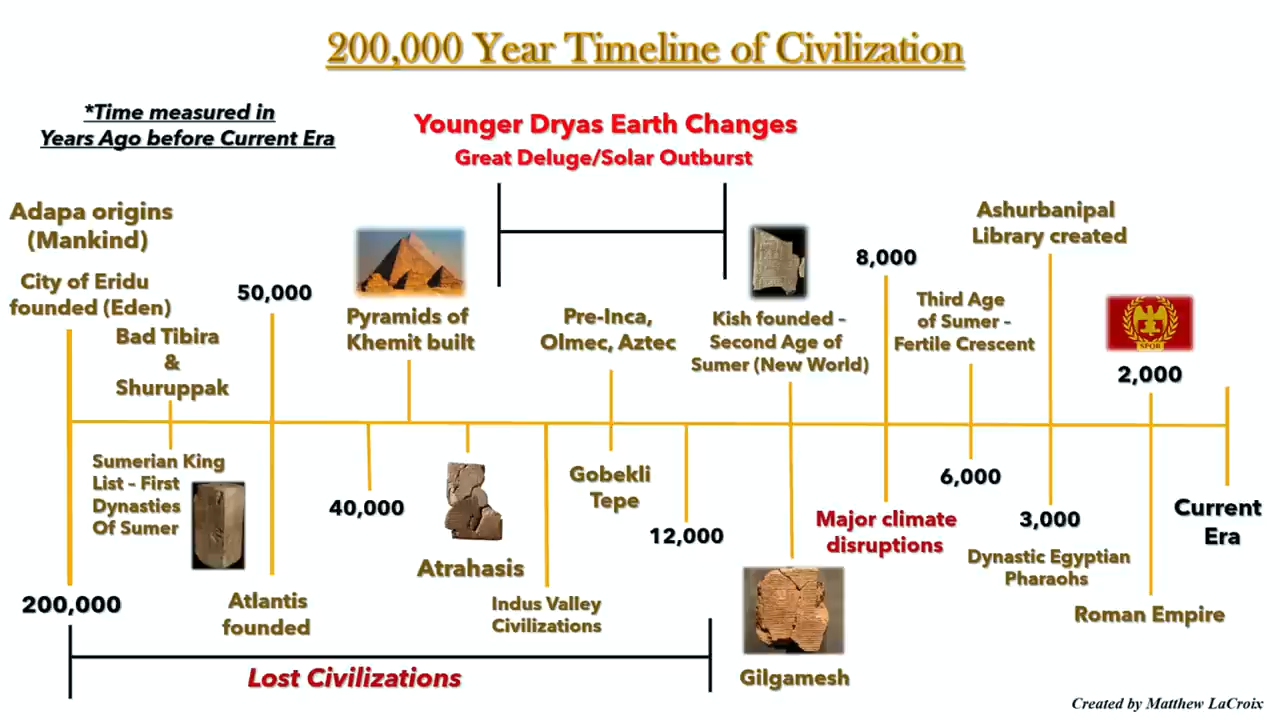 200,000 Year Timeline of Civilization
*Time measured in
Years Ago before Current Era
Younger Dryas Earth Changes
Great Deluge/Solar Outburst
Adapa origins
(Mankind)
City of Eridu
founded (Eden)
Bad Tibira
&
Shuruppak
50,000
Pyramids of
Khemit built
Pre-Inca,
Olmec, Aztec
Kish founded –
Second Age of
Sumer (New World)
8,000
Third Age
of Sumer –
Fertile Crescent
Ashurbanipal
Library created
SPQR
2,000
Sumerian King
List – First
Dynasties
Of Sumer
40,000
Atrahasis
Gobekli
Tepe
12,000
Major climate
disruptions
6,000
3,000
Dynastic Egyptian
Pharaohs
Current
Era
200,000
Atlantis
founded
Indus Valley
Civilizations
Roman Empire
Lost Civilizations
Gilgamesh
Created by Matthew LaCroix